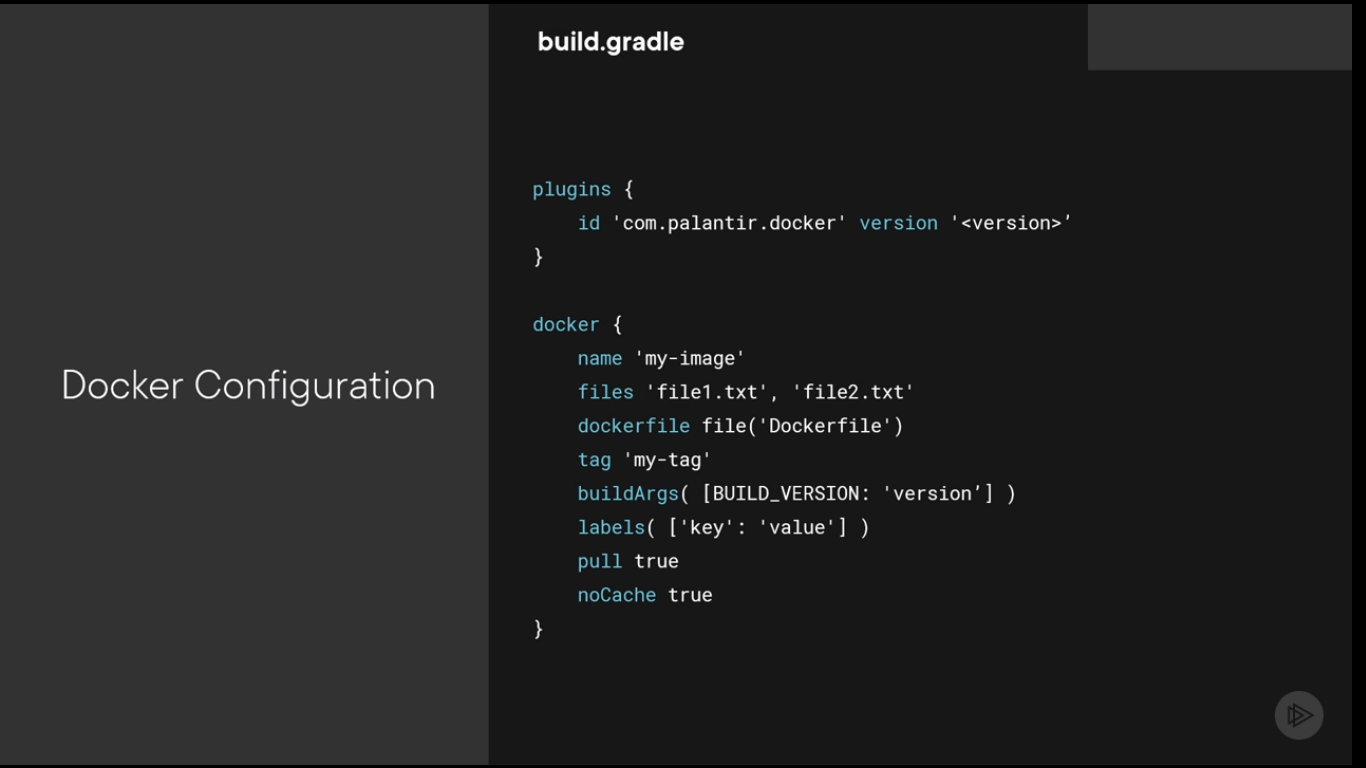 build.gradle
Docker Configuration
plugins {
id 'com.palantir.docker' version '<version>’
}
docker {
name 'my-image'
files 'file1.txt', 'file2.txt'
dockerfile file('Dockerfile')
tag 'my-tag'
buildArgs( [BUILD_VERSION: 'version’] )
labels( ['key': 'value'] )
pull true
noCache true
}